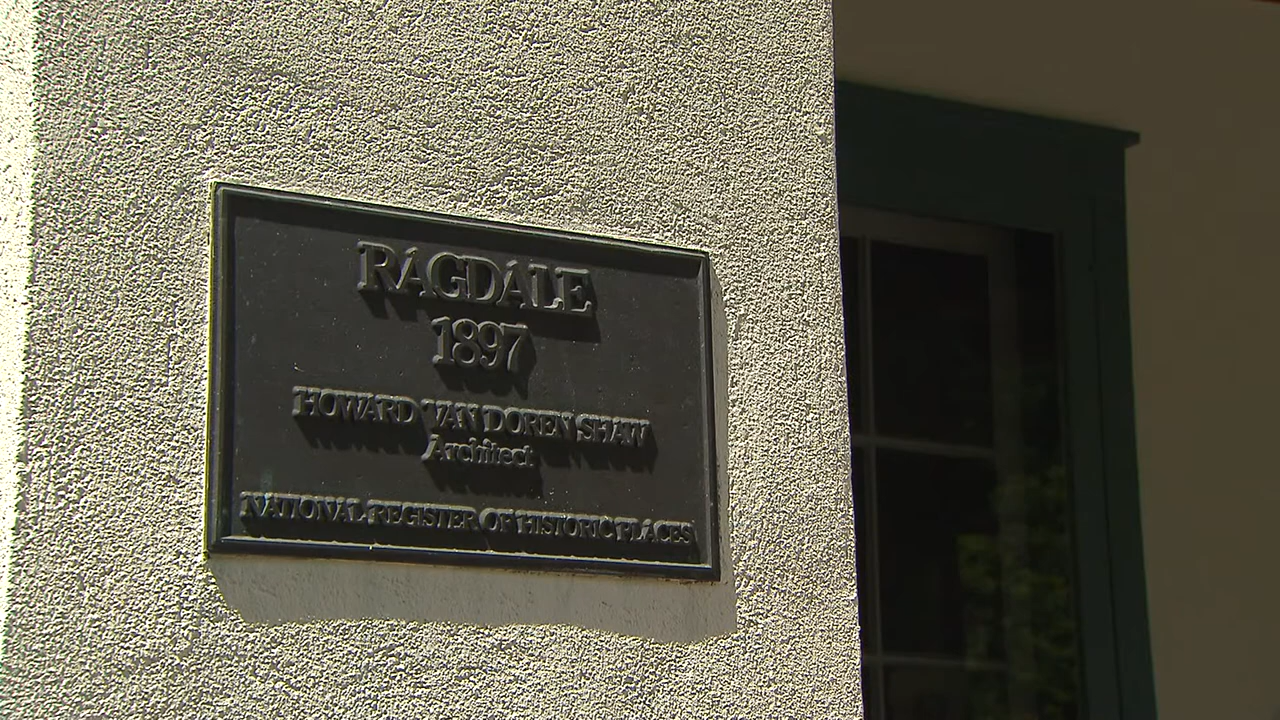 RAGDALE
1897
HOWARD VAN DOREN SHAW
Architect
NATIONAL REGISTER OF HISTORIC PLACES